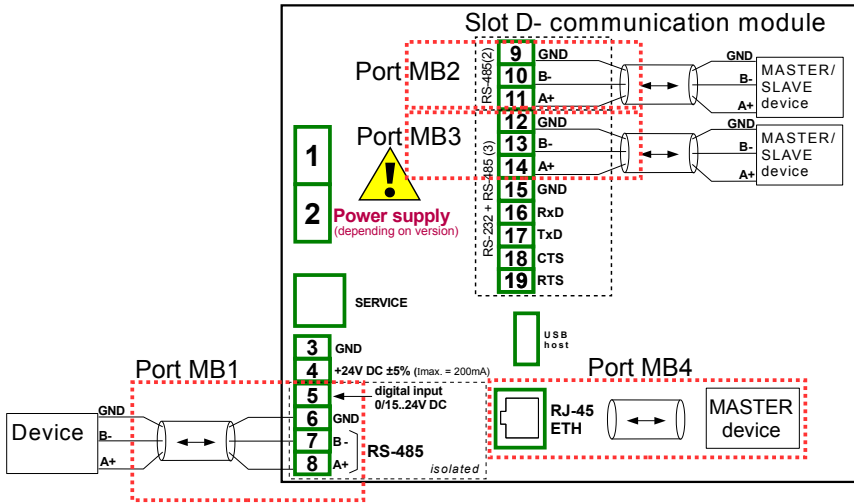 Slot D- communication module
Port MB2
RS-485(2)
9 GND
10 B-
11 A+
GND
B-
A+
MASTER/
SLAVE
device
Port MB3
RS-232 + RS-485 (3)
12 GND
13 B-
14 A+
15 GND
16 RxD
17 TxD
18 CTS
19 RTS
GND
B-
A+
MASTER/
SLAVE
device
1
2
!
Power supply
(depending on version)
SERVICE
USB
host
3 GND
4 +24V DC ±5% (Imax. = 200mA)
5 digital input
0/15..24V DC
6 GND
7 B -
8 A+
RS-485
isolated
Port MB1
Device
GND
B-
A+
Port MB4
RJ-45
ETH
MASTER
device